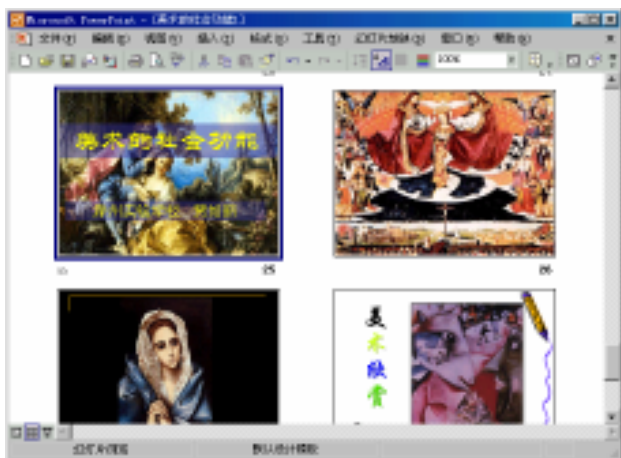 Microsoft PowerPoint - [美术的社会功能]
文件(F) 编辑(E) 视图(V) 插入(I) 格式(O) 工具(T) 幻灯片放映(D) 窗口(W) 帮助(H)
100%
美术的社会功能
25
26
美术欣赏
幻灯片浏览 默认设计模板